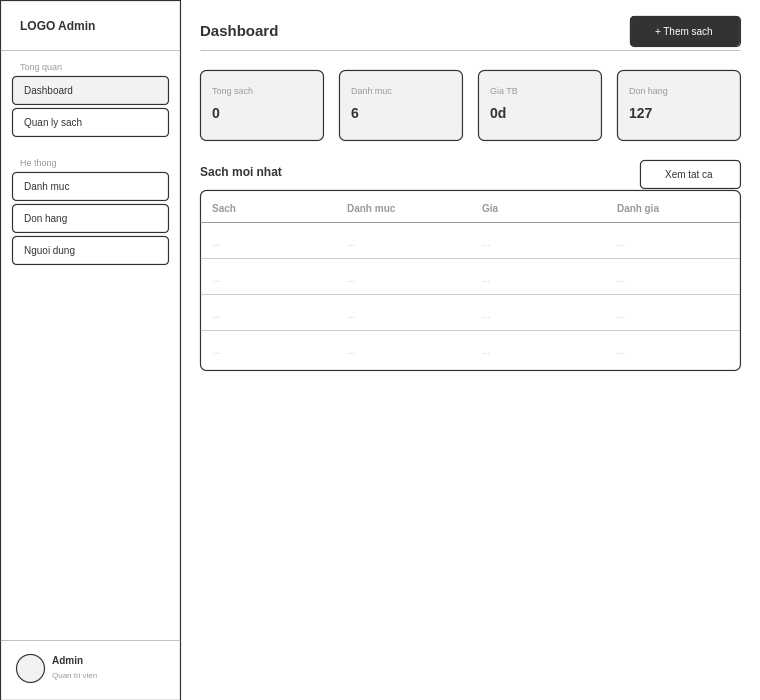 LOGO Admin
Tong quan
Dashboard
Quan ly sach
He thong
Danh muc
Don hang
Nguoi dung
Admin
Quan tri vien
Dashboard
+ Them sach
Tong sach
0
Danh muc
6
Gia TB
0d
Don hang
127
Sach moi nhat
Xem tat ca
Sach Danh muc Gia Danh gia
... ... ... ...
... ... ... ...
... ... ... ...
... ... ... ...